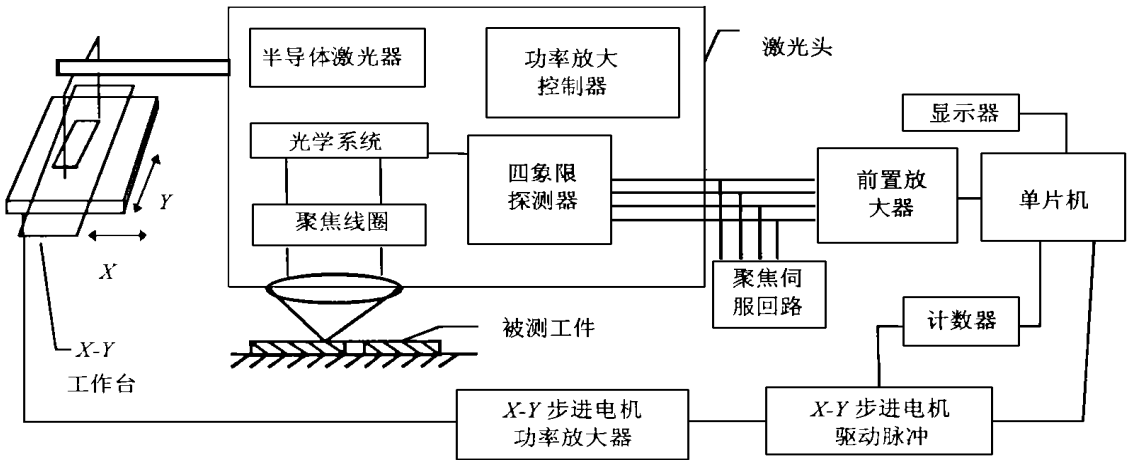 半导体激光器
功率放大
控制器
激光头
光学系统
四象限
探测器
聚焦线圈
显示器
前置放
大器
单片机
Y
X
聚焦伺
服回路
计数器
被测工件
X-Y
工作台
X-Y 步进电机
功率放大器
X-Y 步进电机
驱动脉冲